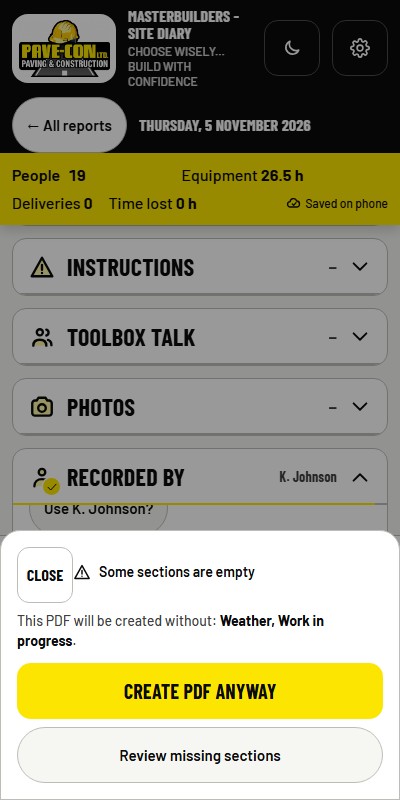 PAVE-CON LTD.
PAVING & CONSTRUCTION
MASTERBUILDERS -
SITE DIARY
CHOOSE WISELY...
BUILD WITH
CONFIDENCE
← All reports
THURSDAY, 5 NOVEMBER 2026
People 19
Equipment 26.5 h
Deliveries 0
Time lost 0 h
Saved on phone
INSTRUCTIONS
–
TOOLBOX TALK
–
PHOTOS
–
RECORDED BY
K. Johnson
Use K. Johnson?
CLOSE
Some sections are empty
This PDF will be created without: Weather, Work in
progress.
CREATE PDF ANYWAY
Review missing sections